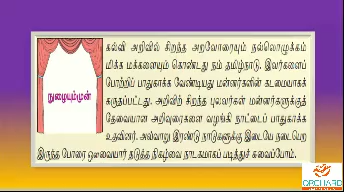 கல்வி அறிவில் சிறந்த அறவோரையும் நல்லொழுக்கம்
மிக்க மக்களையும் கொண்டது நம் தமிழ்நாடு. இவர்களைப்
போற்றிப் பாதுகாக்க வேண்டியது மன்னர்களின் கடமையாகக்
கருதப்பட்டது. அறிவிற் சிறந்த புலவர்கள் மன்னர்களுக்குத்
தேவையான அறிவுரைகளை வழங்கி நாட்டைப் பாதுகாக்க
உதவினர். அவ்வாறு இரண்டு நாடுகளுக்கு இடையே நடைபெற
இருந்த போரை ஔவையார் தடுத்த நிகழ்வை நாடகமாகப் படித்துச் சுவைப்போம்.
நுழையும்முன்
ORCHARD